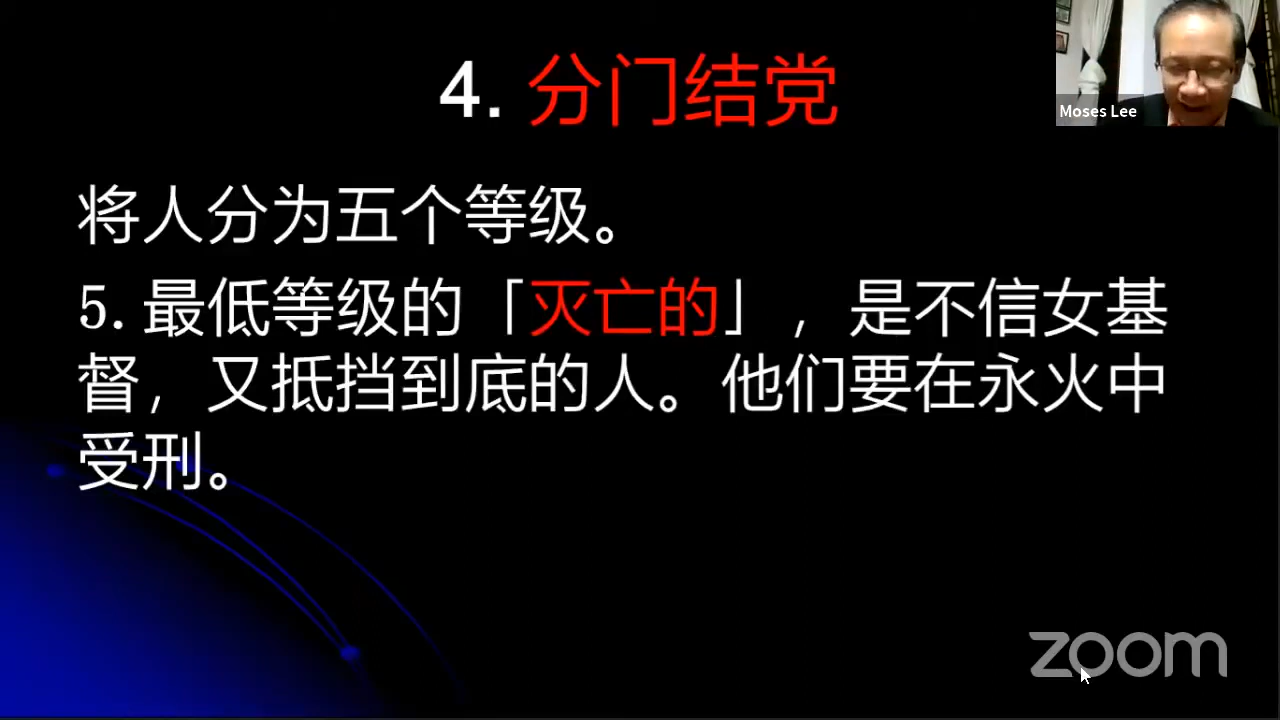 4. 分门结党
Moses Lee
将人分为五个等级。
5. 最低等级的「灭亡的」，是不信女基
督，又抵挡到底的人。他们要在永火中
受刑。
zoom